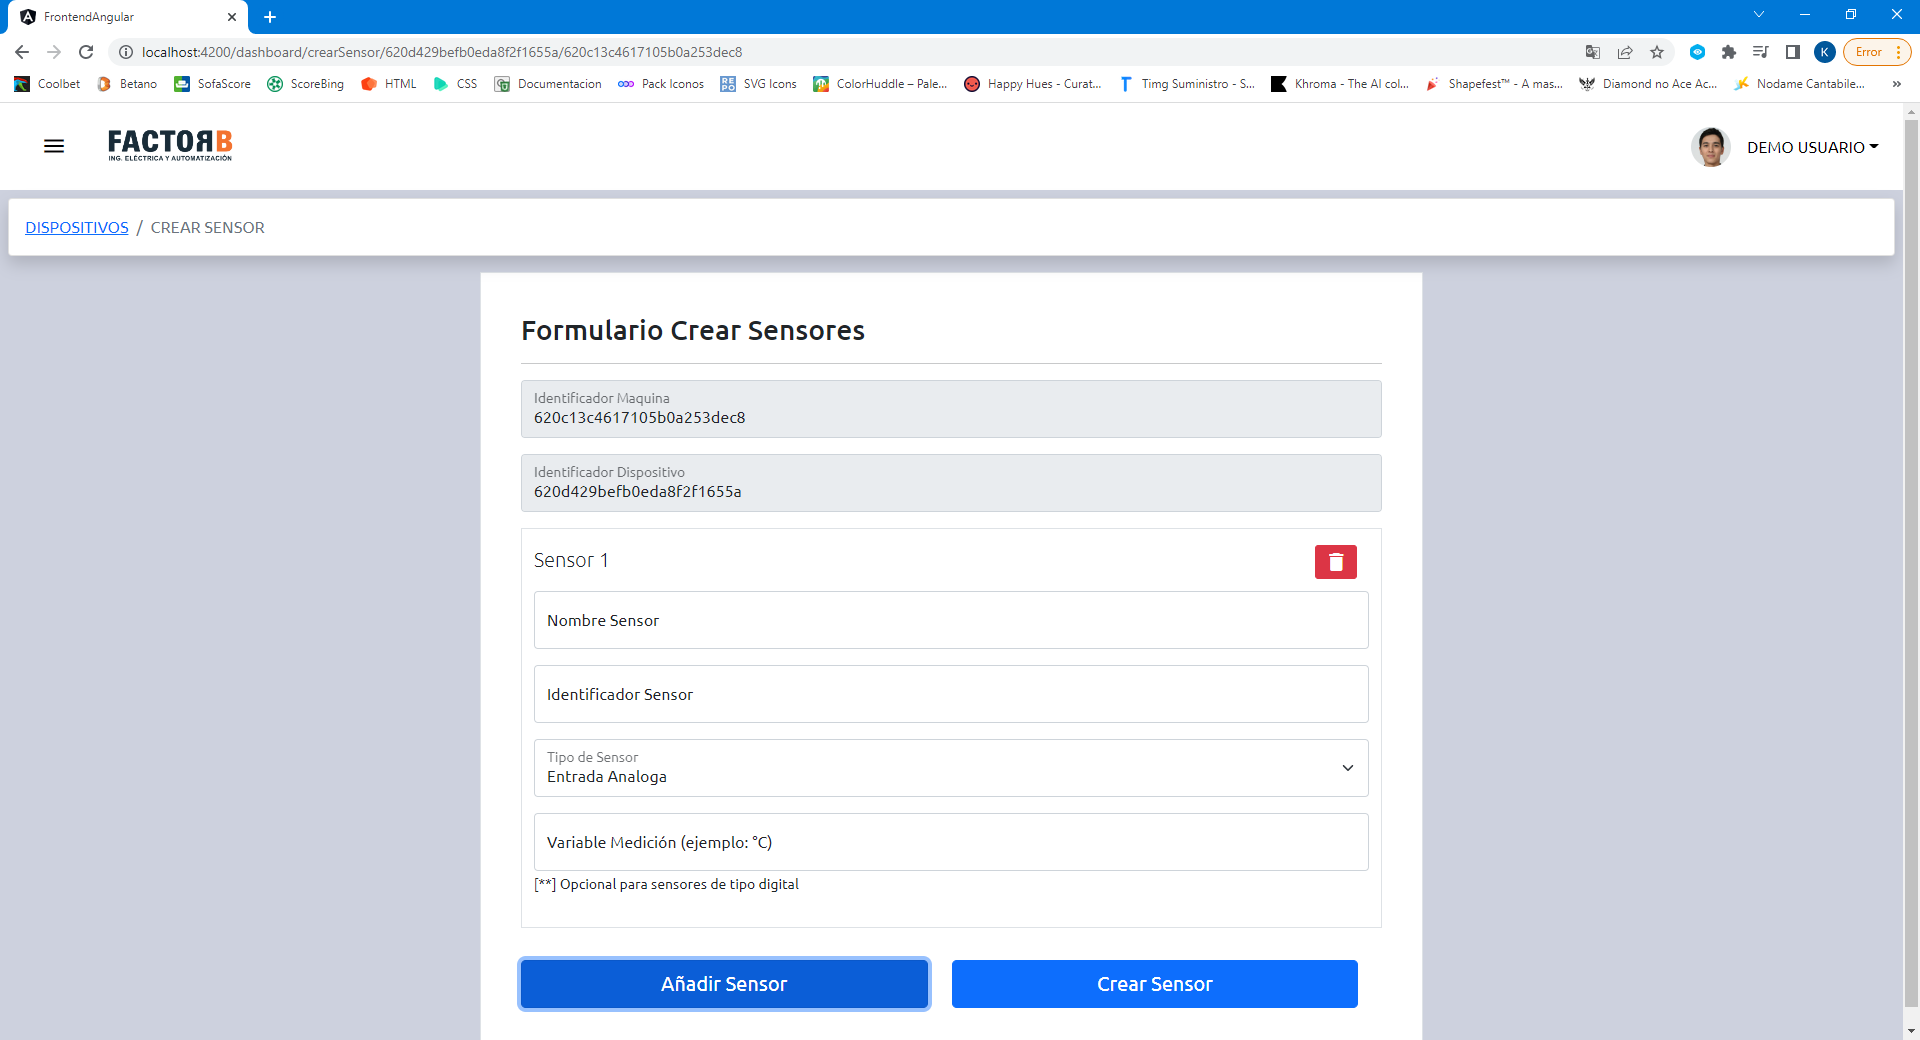 FrontendAngular
localhost:4200/dashboard/crearSensor/620d429befb0eda8f2f1655a/620c13c4617105b0a253dec8
K
Error
Coolbet
Betano
SofaScore
ScoreBing
HTML
CSS
Documentacion
Pack Iconos
SVG Icons
ColorHuddle – Pale...
Happy Hues - Curat...
Timg Suministro - S...
Khroma - The AI col...
Shapefest™ - A mas...
Diamond no Ace Ac...
Nodame Cantabile...
»
FACTORB
ING. ELÉCTRICA Y AUTOMATIZACIÓN
DEMO USUARIO
DISPOSITIVOS / CREAR SENSOR
Formulario Crear Sensores
Identificador Maquina
620c13c4617105b0a253dec8
Identificador Dispositivo
620d429befb0eda8f2f1655a
Sensor 1
Nombre Sensor
Identificador Sensor
Tipo de Sensor
Entrada Analoga
Variable Medición (ejemplo: °C)
[**] Opcional para sensores de tipo digital
Añadir Sensor
Crear Sensor